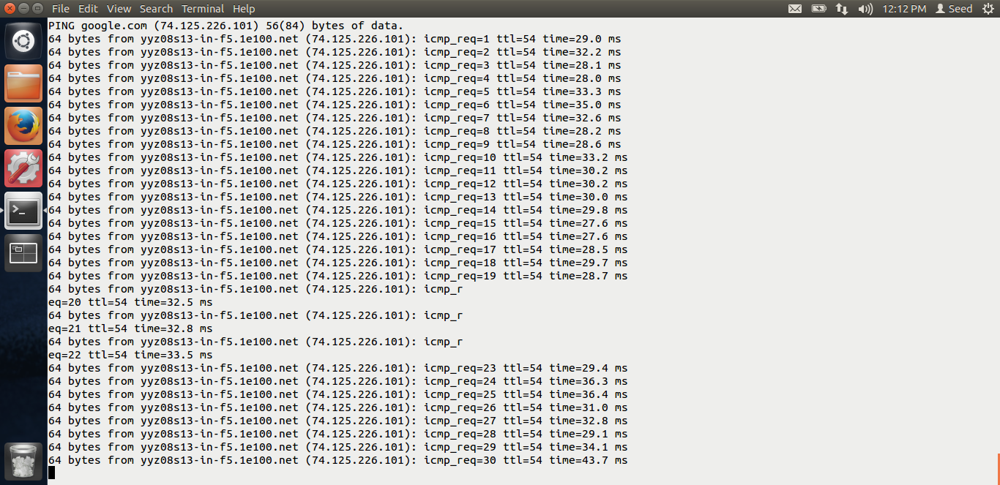 File Edit View Search Terminal Help 12:12 PM Seed
PING google.com (74.125.226.101) 56(84) bytes of data.
64 bytes from yyz08s13-in-f5.1e100.net (74.125.226.101): icmp_req=1 ttl=54 time=29.0 ms
64 bytes from yyz08s13-in-f5.1e100.net (74.125.226.101): icmp_req=2 ttl=54 time=32.2 ms
64 bytes from yyz08s13-in-f5.1e100.net (74.125.226.101): icmp_req=3 ttl=54 time=28.1 ms
64 bytes from yyz08s13-in-f5.1e100.net (74.125.226.101): icmp_req=4 ttl=54 time=28.0 ms
64 bytes from yyz08s13-in-f5.1e100.net (74.125.226.101): icmp_req=5 ttl=54 time=33.3 ms
64 bytes from yyz08s13-in-f5.1e100.net (74.125.226.101): icmp_req=6 ttl=54 time=35.0 ms
64 bytes from yyz08s13-in-f5.1e100.net (74.125.226.101): icmp_req=7 ttl=54 time=32.6 ms
64 bytes from yyz08s13-in-f5.1e100.net (74.125.226.101): icmp_req=8 ttl=54 time=28.2 ms
64 bytes from yyz08s13-in-f5.1e100.net (74.125.226.101): icmp_req=9 ttl=54 time=28.6 ms
64 bytes from yyz08s13-in-f5.1e100.net (74.125.226.101): icmp_req=10 ttl=54 time=33.2 ms
64 bytes from yyz08s13-in-f5.1e100.net (74.125.226.101): icmp_req=11 ttl=54 time=30.2 ms
64 bytes from yyz08s13-in-f5.1e100.net (74.125.226.101): icmp_req=12 ttl=54 time=30.2 ms
64 bytes from yyz08s13-in-f5.1e100.net (74.125.226.101): icmp_req=13 ttl=54 time=30.0 ms
64 bytes from yyz08s13-in-f5.1e100.net (74.125.226.101): icmp_req=14 ttl=54 time=29.8 ms
64 bytes from yyz08s13-in-f5.1e100.net (74.125.226.101): icmp_req=15 ttl=54 time=27.6 ms
64 bytes from yyz08s13-in-f5.1e100.net (74.125.226.101): icmp_req=16 ttl=54 time=27.6 ms
64 bytes from yyz08s13-in-f5.1e100.net (74.125.226.101): icmp_req=17 ttl=54 time=28.5 ms
64 bytes from yyz08s13-in-f5.1e100.net (74.125.226.101): icmp_req=18 ttl=54 time=29.7 ms
64 bytes from yyz08s13-in-f5.1e100.net (74.125.226.101): icmp_req=19 ttl=54 time=28.7 ms
64 bytes from yyz08s13-in-f5.1e100.net (74.125.226.101): icmp_r
eq=20 ttl=54 time=32.5 ms
64 bytes from yyz08s13-in-f5.1e100.net (74.125.226.101): icmp_r
eq=21 ttl=54 time=32.8 ms
64 bytes from yyz08s13-in-f5.1e100.net (74.125.226.101): icmp_r
eq=22 ttl=54 time=33.5 ms
64 bytes from yyz08s13-in-f5.1e100.net (74.125.226.101): icmp_req=23 ttl=54 time=29.4 ms
64 bytes from yyz08s13-in-f5.1e100.net (74.125.226.101): icmp_req=24 ttl=54 time=36.3 ms
64 bytes from yyz08s13-in-f5.1e100.net (74.125.226.101): icmp_req=25 ttl=54 time=36.4 ms
64 bytes from yyz08s13-in-f5.1e100.net (74.125.226.101): icmp_req=26 ttl=54 time=31.0 ms
64 bytes from yyz08s13-in-f5.1e100.net (74.125.226.101): icmp_req=27 ttl=54 time=32.8 ms
64 bytes from yyz08s13-in-f5.1e100.net (74.125.226.101): icmp_req=28 ttl=54 time=29.1 ms
64 bytes from yyz08s13-in-f5.1e100.net (74.125.226.101): icmp_req=29 ttl=54 time=34.1 ms
64 bytes from yyz08s13-in-f5.1e100.net (74.125.226.101): icmp_req=30 ttl=54 time=43.7 ms